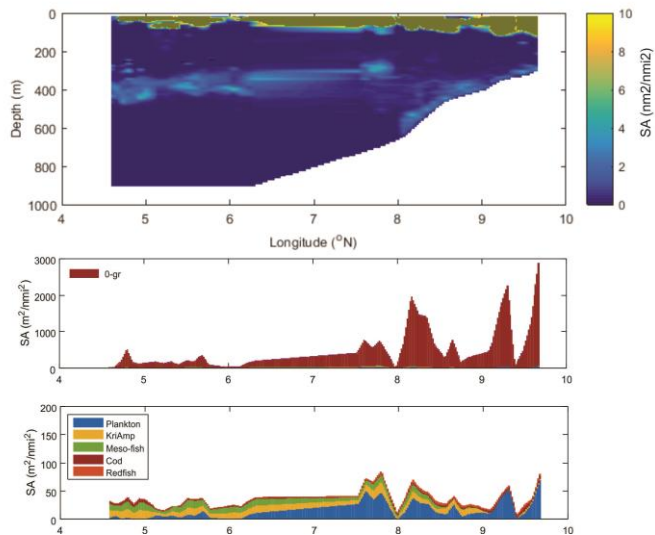 0
200
400
600
800
1000
Depth (m)
4 5 6 7 8 9 10
Longitude (°N)
10
8
6
4
2
0
SA (nm2/nmi2)
3000
2000
1000
0
SA (m²/nmi²)
0-gr
4 5 6 7 8 9 10
200
150
100
50
0
SA (m²/nmi²)
Plankton
KriAmp
Meso-fish
Cod
Redfish
4 5 6 7 8 9 10